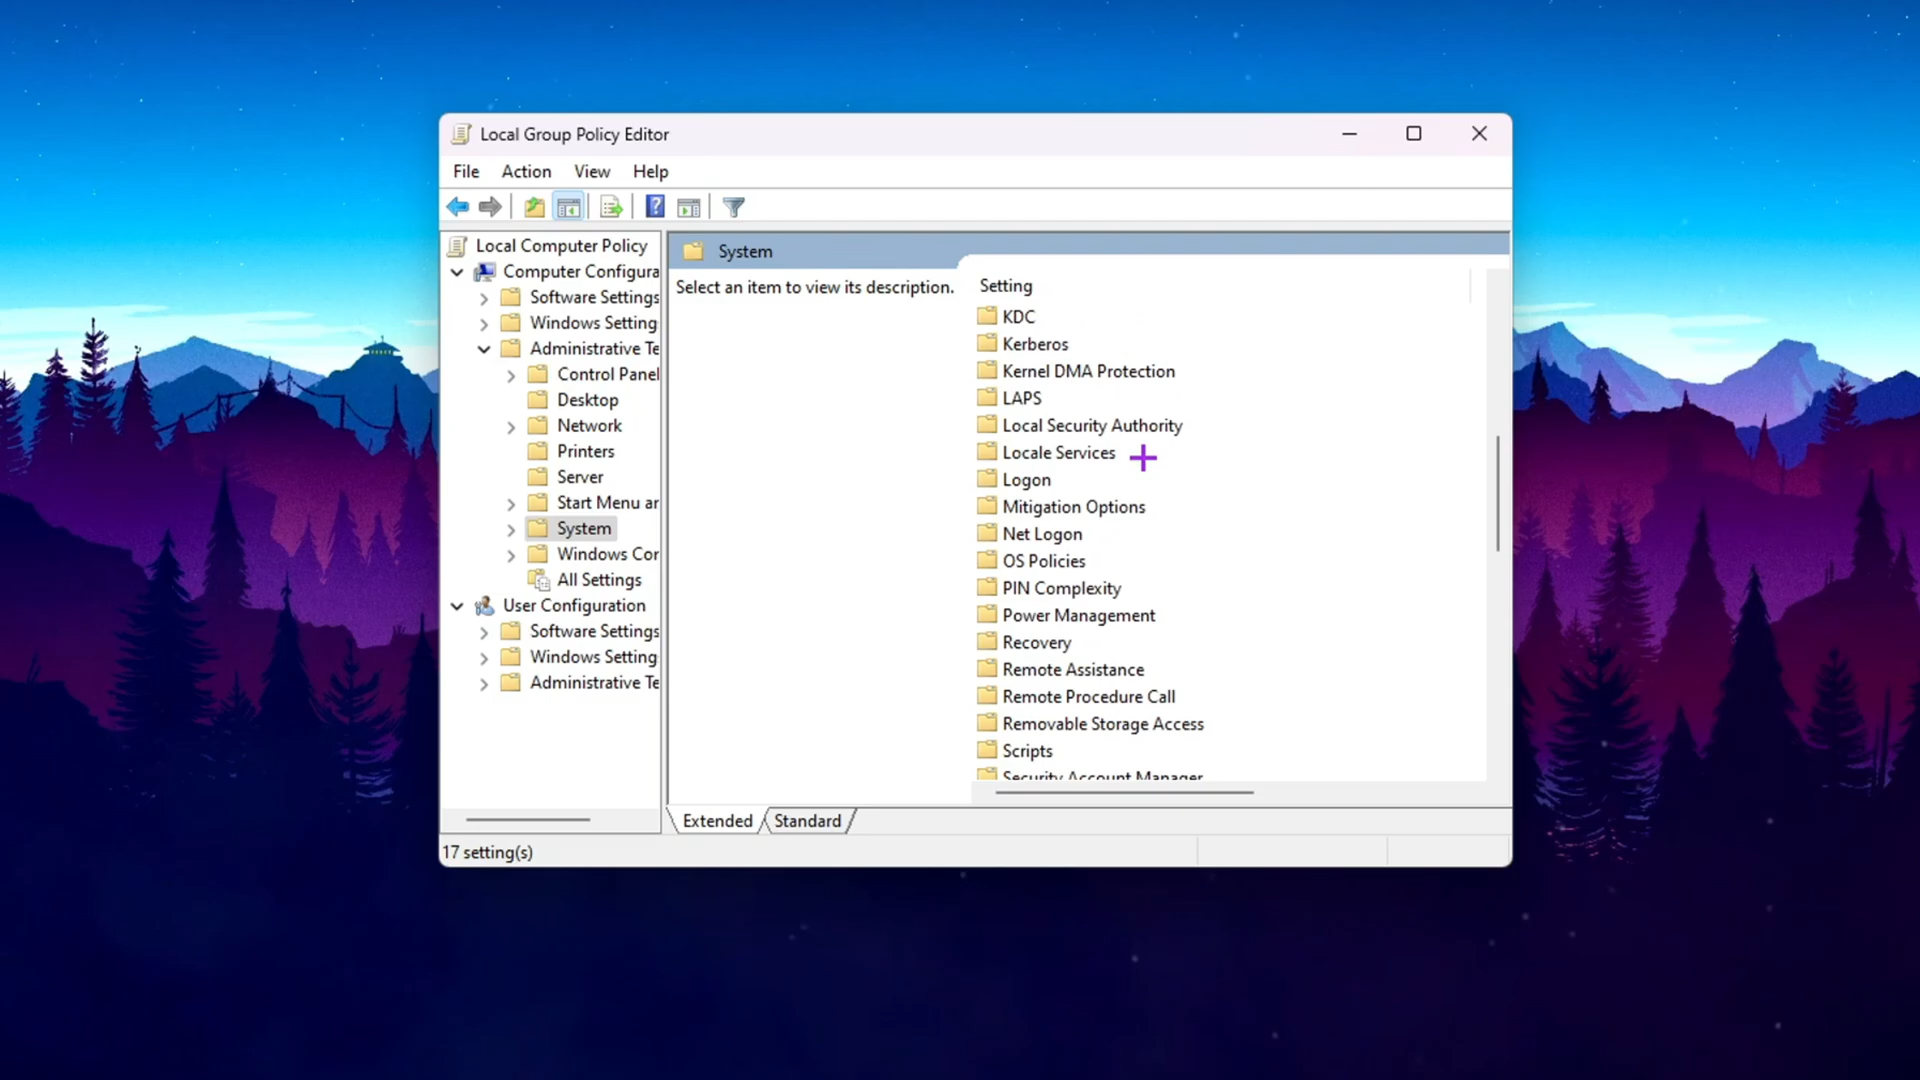 Local Group Policy Editor
File Action View Help
Local Computer Policy
Computer Configura
Software Settings
Windows Setting
Administrative Te
Control Panel
Desktop
Network
Printers
Server
Start Menu ar
System
Windows Cor
All Settings
User Configuration
Software Settings
Windows Setting
Administrative Te
System
Select an item to view its description.
Setting
KDC
Kerberos
Kernel DMA Protection
LAPS
Local Security Authority
Locale Services
Logon
Mitigation Options
Net Logon
OS Policies
PIN Complexity
Power Management
Recovery
Remote Assistance
Remote Procedure Call
Removable Storage Access
Scripts
Security Account Manager
Extended Standard
17 setting(s)